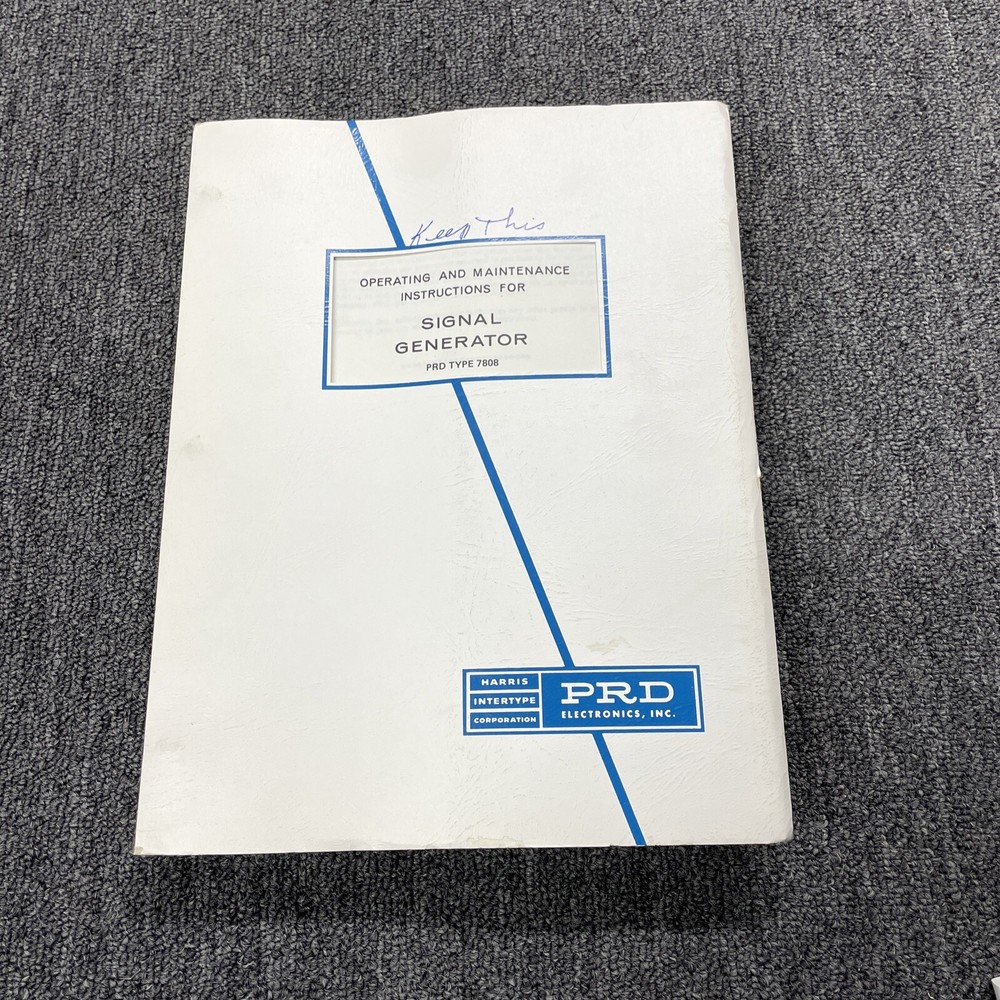 Keep This
OPERATING AND MAINTENANCE
INSTRUCTIONS FOR
SIGNAL
GENERATOR
PRD TYPE 7808
HARRIS
INTERTYPE
CORPORATION
PRD
ELECTRONICS, INC.